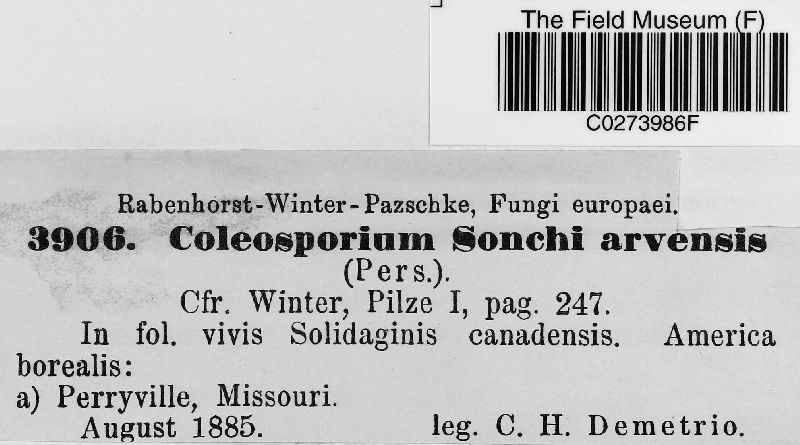 The Field Museum (F)
C0273986F
Rabenhorst-Winter-Pazschke, Fungi europaei.
3906. Coleosporium Sonchi arvensis
(Pers.).
Cfr. Winter, Pilze I, pag. 247.
In fol. vivis Solidaginis canadensis. America
borealis:
a) Perryville, Missouri.
August 1885. leg. C. H. Demetrio.